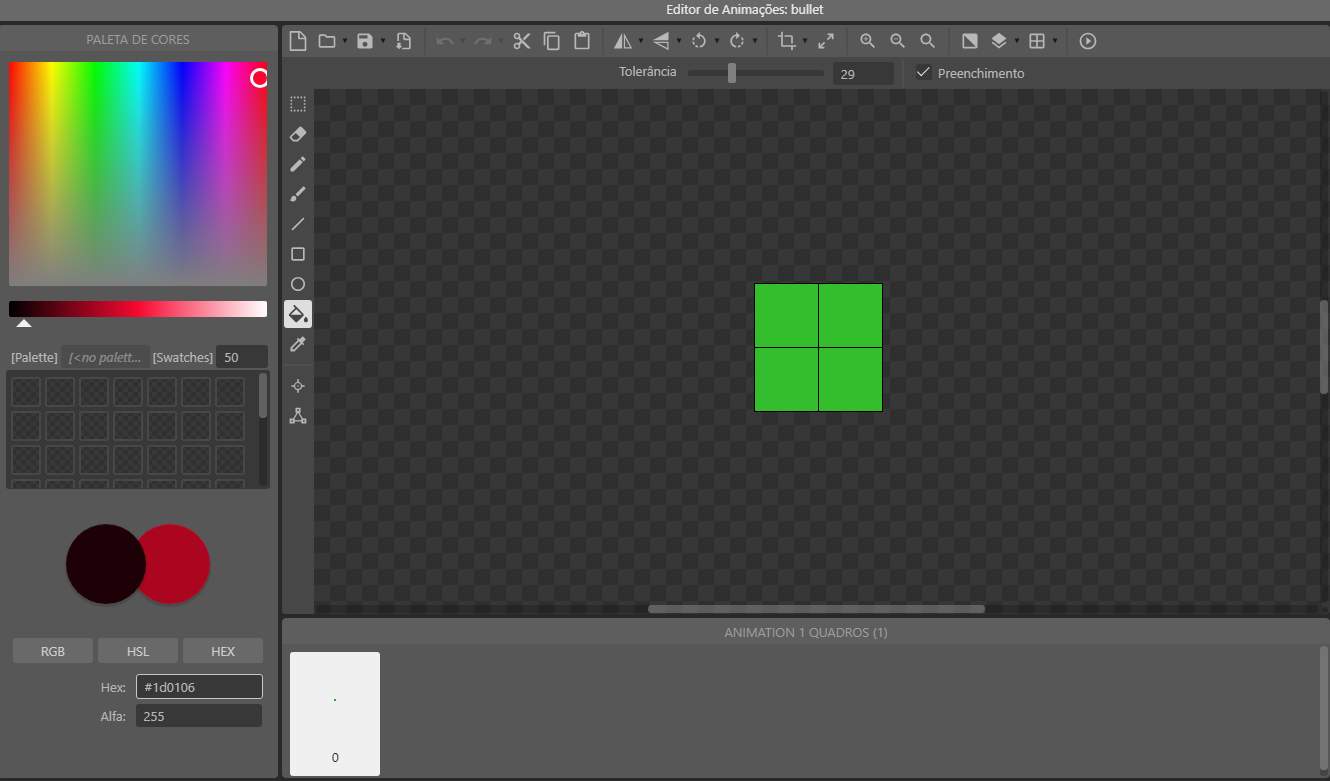 Editor de Animações: bullet
PALETA DE CORES
Tolerância
29
Preenchimento
[Palette]
[<no palett...
[Swatches]
50
RGB
HSL
HEX
Hex:
#1d0106
Alfa:
255
ANIMATION 1 QUADROS (1)
0